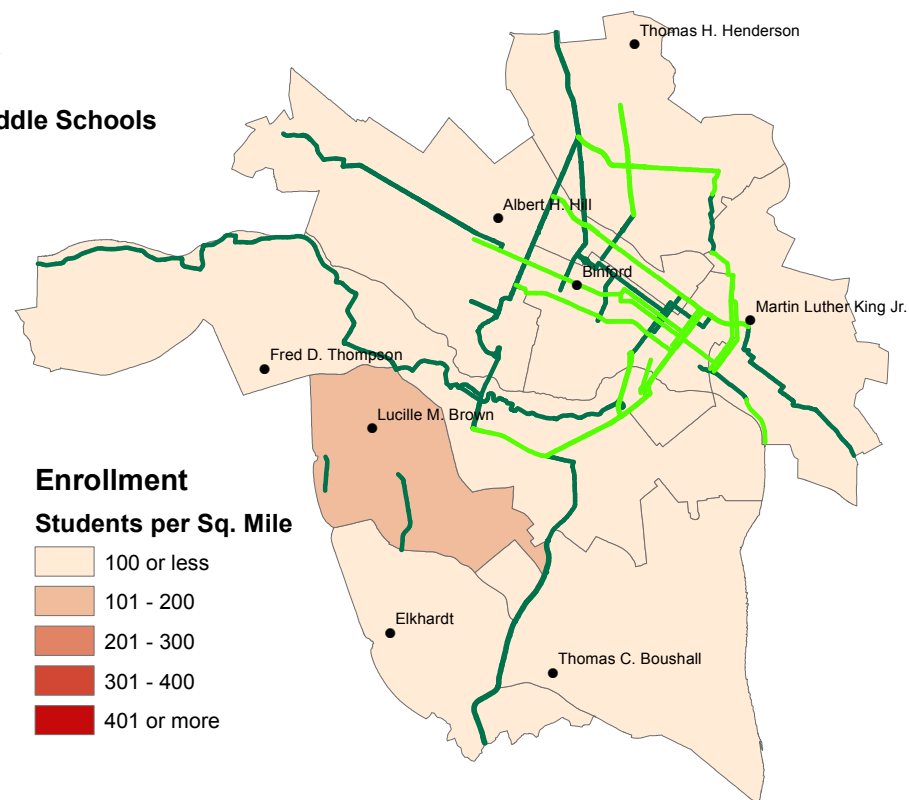 Thomas H. Henderson
ddle Schools
Albert H. Hill
Binford
Martin Luther King Jr.
Fred D. Thompson
Lucille M. Brown
Enrollment
Students per Sq. Mile
100 or less
101 - 200
201 - 300
301 - 400
401 or more
Elkhardt
Thomas C. Boushall